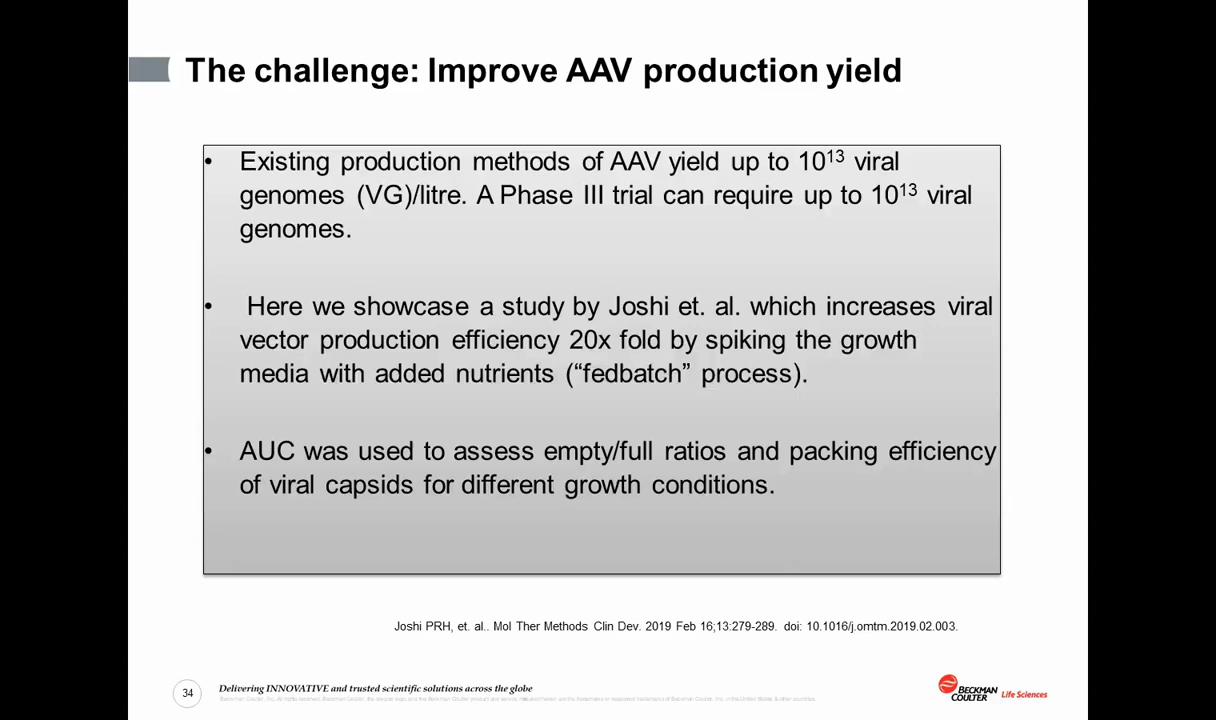 The challenge: Improve AAV production yield
• Existing production methods of AAV yield up to 10¹³ viral
genomes (VG)/litre. A Phase III trial can require up to 10¹³ viral
genomes.
• Here we showcase a study by Joshi et. al. which increases viral
vector production efficiency 20x fold by spiking the growth
media with added nutrients (“fedbatch” process).
• AUC was used to assess empty/full ratios and packing efficiency
of viral capsids for different growth conditions.
Joshi PRH, et. al.. Mol Ther Methods Clin Dev. 2019 Feb 16;13:279-289. doi: 10.1016/j.omtm.2019.02.003.
34
Delivering INNOVATIVE and trusted scientific solutions across the globe
BECKMAN
COULTER
Life Sciences